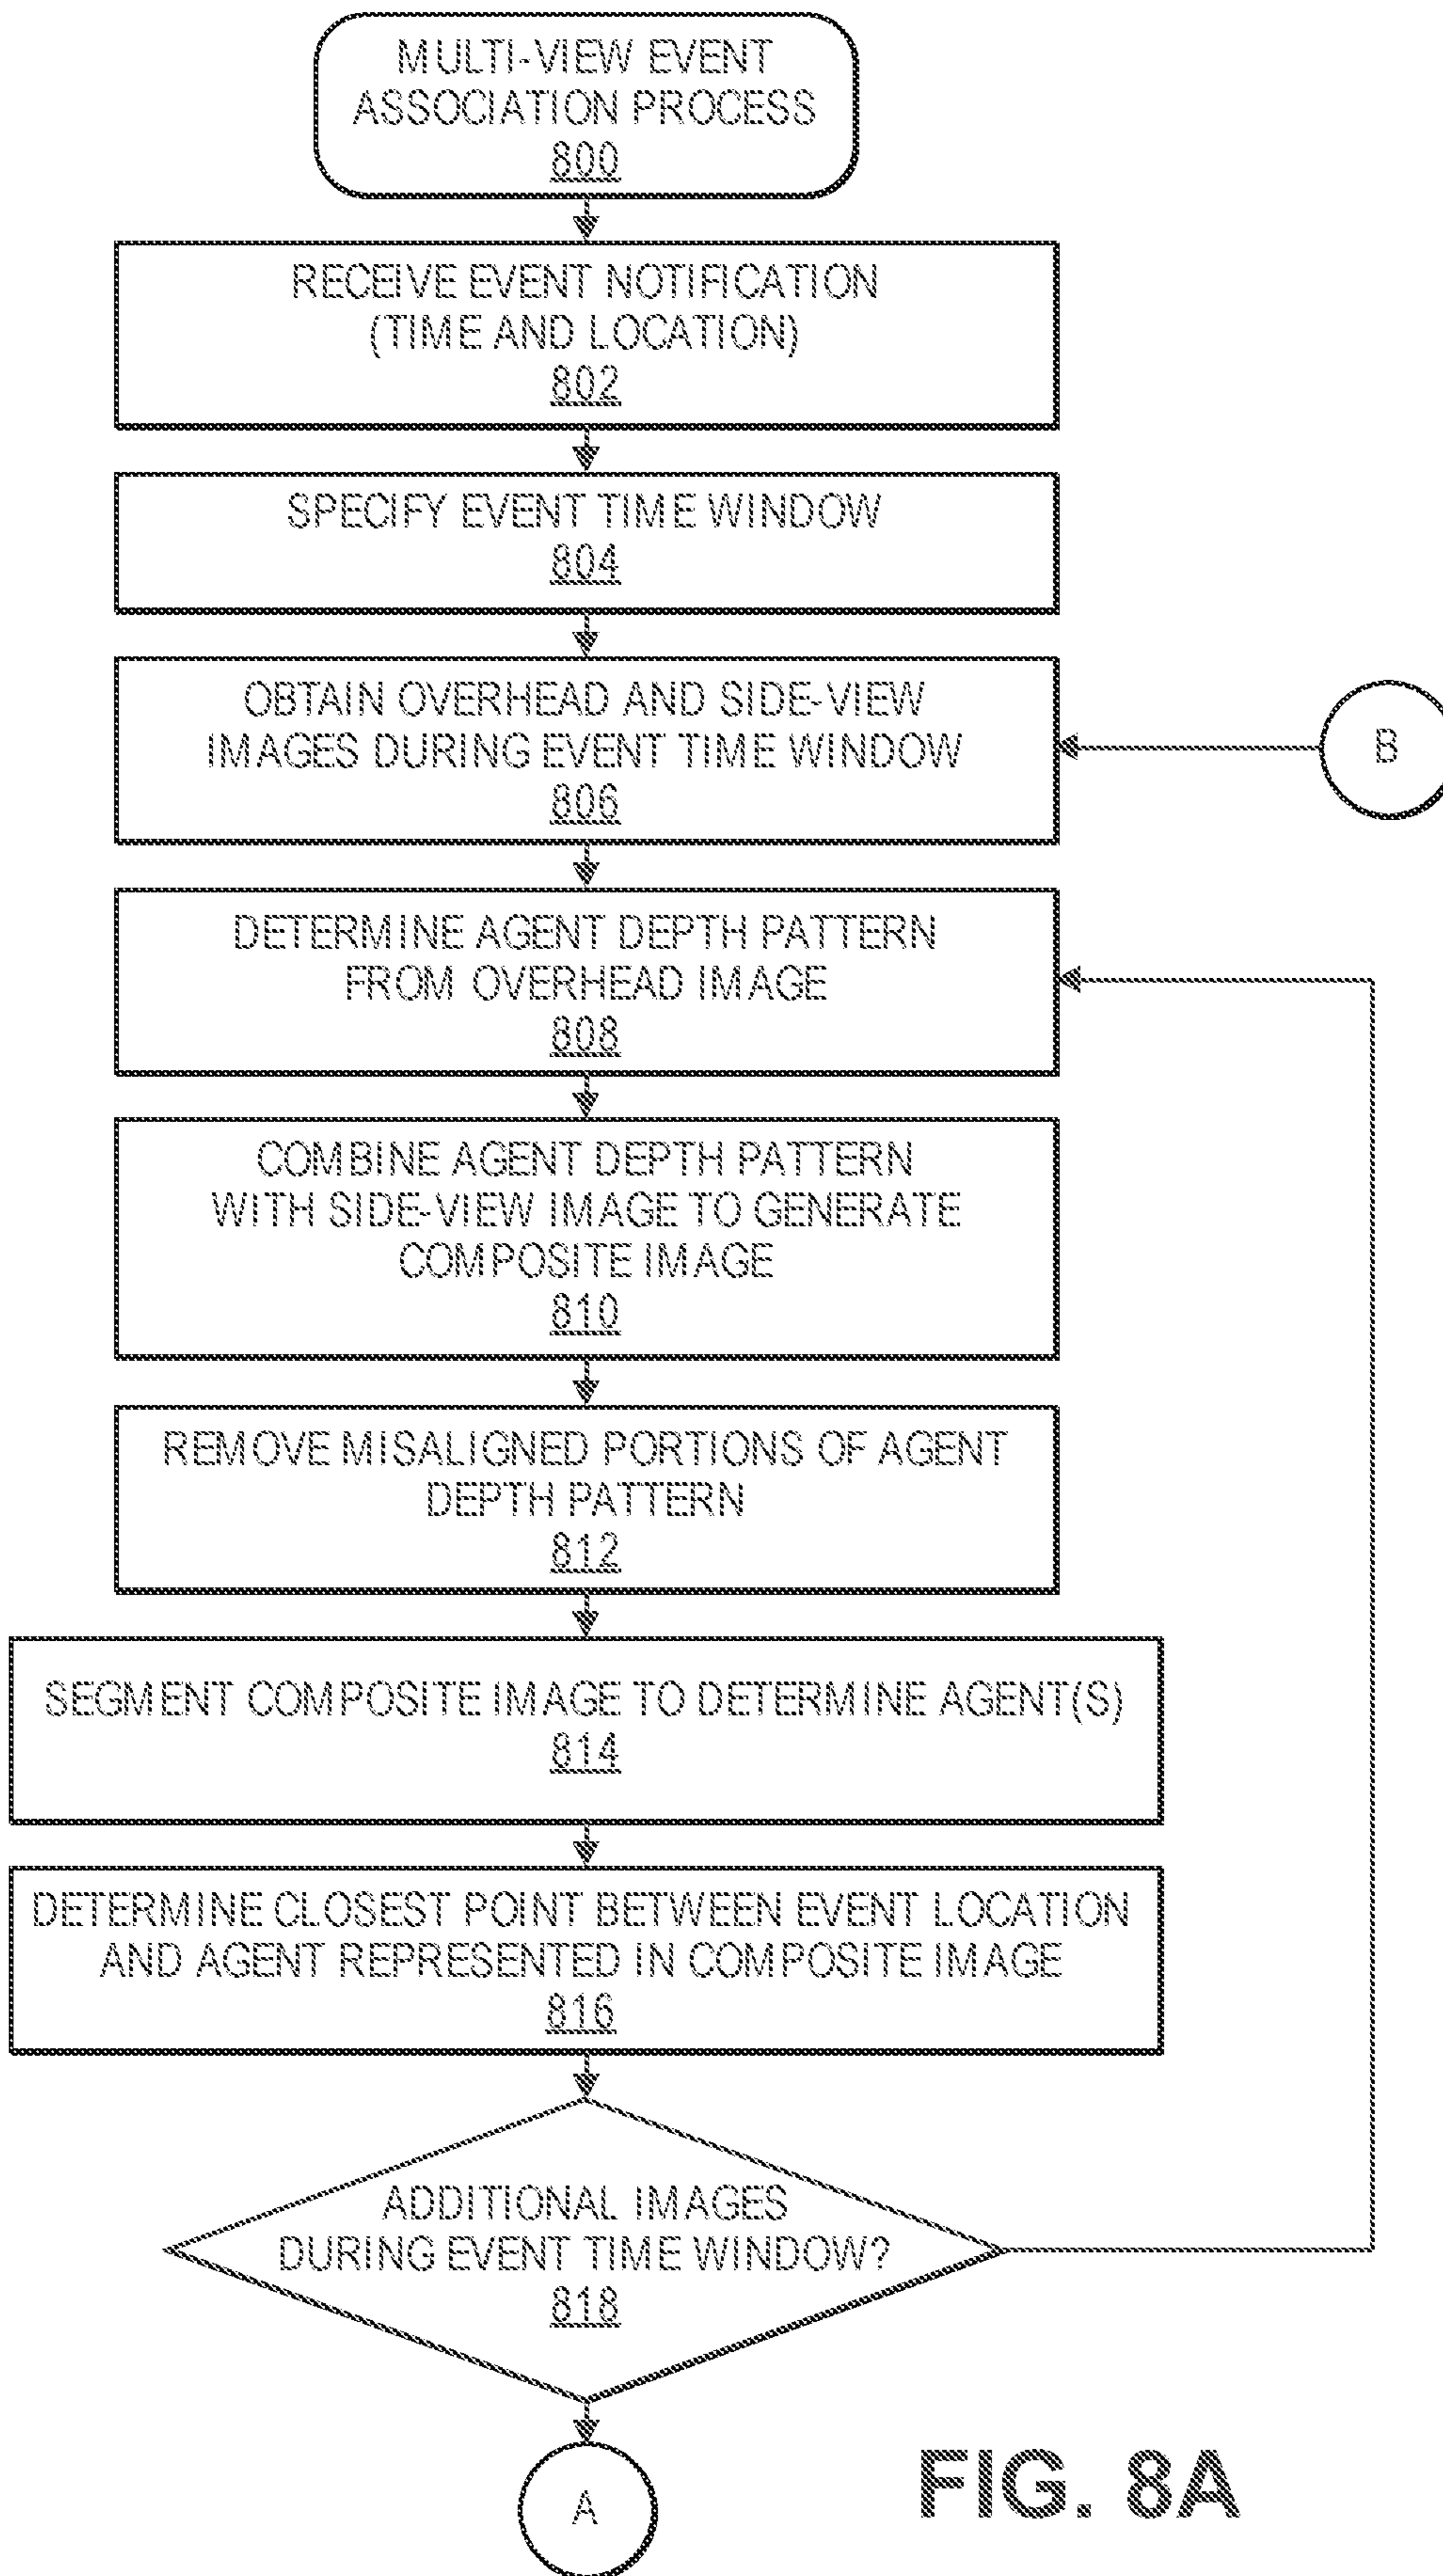 MULTI-VIEW EVENT
ASSOCIATION PROCESS
800
RECEIVE EVENT NOTIFICATION
(TIME AND LOCATION)
802
SPECIFY EVENT TIME WINDOW
804
OBTAIN OVERHEAD AND SIDE-VIEW
IMAGES DURING EVENT TIME WINDOW
806
B
DETERMINE AGENT DEPTH PATTERN
FROM OVERHEAD IMAGE
808
COMBINE AGENT DEPTH PATTERN
WITH SIDE-VIEW IMAGE TO GENERATE
COMPOSITE IMAGE
810
REMOVE MISALIGNED PORTIONS OF AGENT
DEPTH PATTERN
812
SEGMENT COMPOSITE IMAGE TO DETERMINE AGENT(S)
814
DETERMINE CLOSEST POINT BETWEEN EVENT LOCATION
AND AGENT REPRESENTED IN COMPOSITE IMAGE
816
ADDITIONAL IMAGES
DURING EVENT TIME WINDOW?
818
A
FIG. 8A